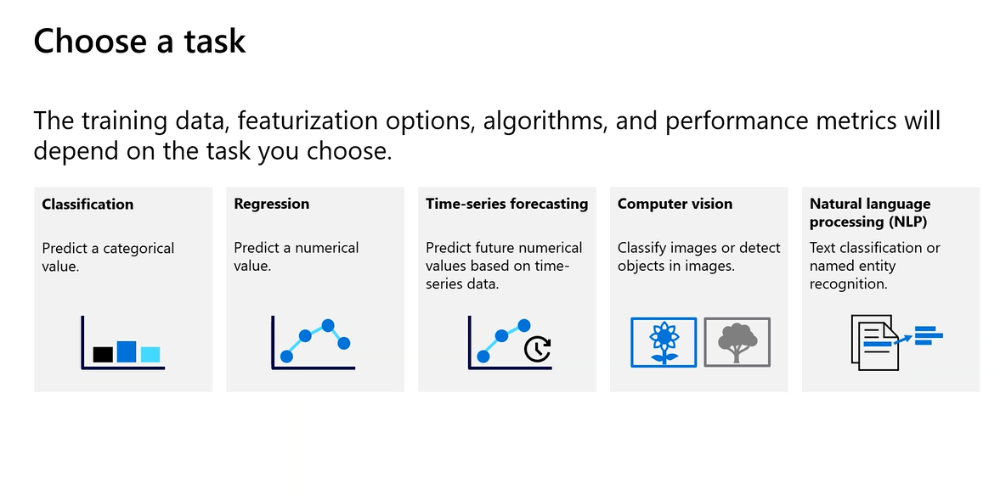 Choose a task
The training data, featurization options, algorithms, and performance metrics will
depend on the task you choose.
Classification
Predict a categorical
value.
Regression
Predict a numerical
value.
Time-series forecasting
Predict future numerical
values based on time-
series data.
Computer vision
Classify images or detect
objects in images.
Natural language
processing (NLP)
Text classification or
named entity
recognition.